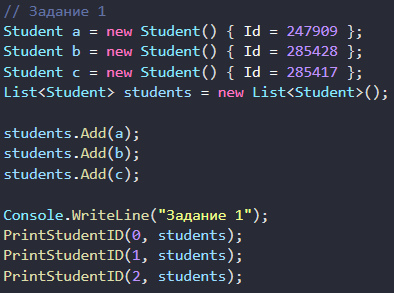 // Задание 1
Student a = new Student() { Id = 247909 };
Student b = new Student() { Id = 285428 };
Student c = new Student() { Id = 285417 };
List<Student> students = new List<Student>();
students.Add(a);
students.Add(b);
students.Add(c);
Console.WriteLine("Задание 1");
PrintStudentID(0, students);
PrintStudentID(1, students);
PrintStudentID(2, students);